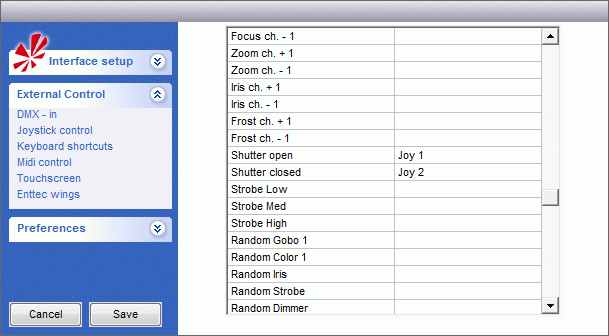 Interface setup
External Control
DMX - in
Joystick control
Keyboard shortcuts
Midi control
Touchscreen
Enttec wings
Preferences
Cancel
Save
Focus ch. - 1
Zoom ch. + 1
Zoom ch. - 1
Iris ch. + 1
Iris ch. - 1
Frost ch. + 1
Frost ch. - 1
Shutter open Joy 1
Shutter closed Joy 2
Strobe Low
Strobe Med
Strobe High
Random Gobo 1
Random Color 1
Random Iris
Random Strobe
Random Dimmer